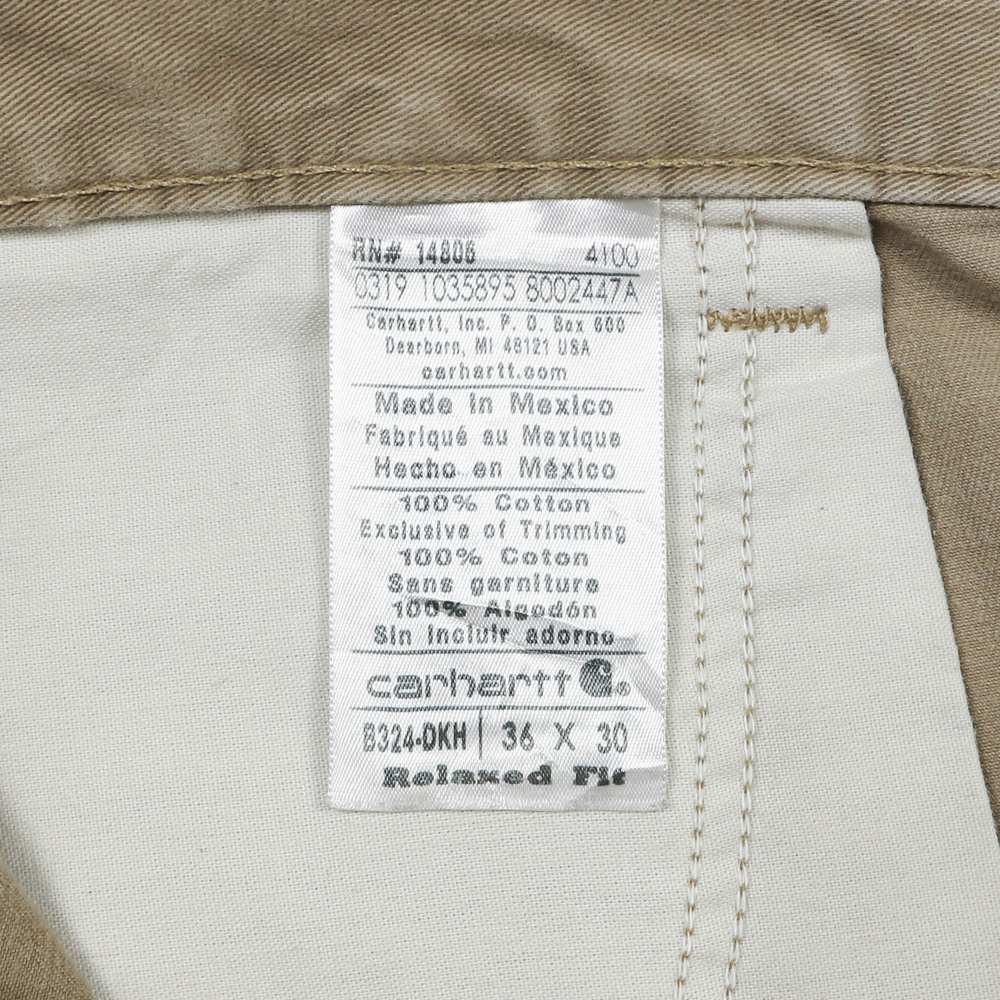 RN# 14806 4100
0319 1035895 8002447A
Carhartt, Inc. P. O. Box 600
Dearborn, MI 48121 USA
carhartt.com
Made in Mexico
Fabriqué au Mexique
Hecho en México
100% Cotton
Exclusive of Trimming
100% Coton
Sans garniture
100% Algodón
Sin incluir adorno
carhartt ®
B324-DKH | 36 X 30
Relaxed Fit